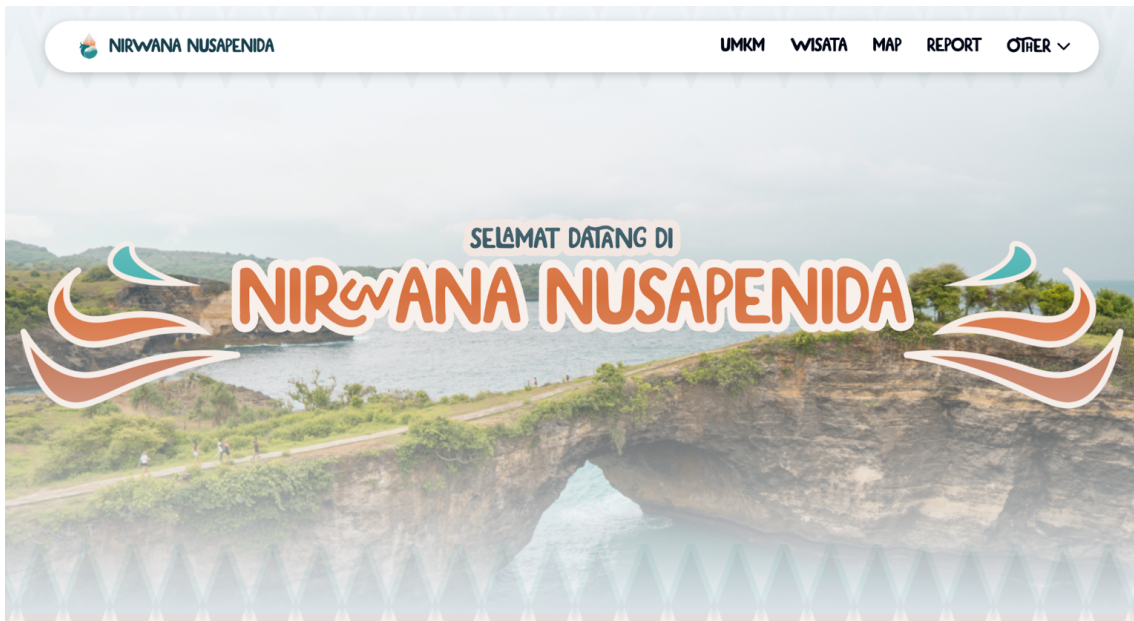 NIRWANA NUSAPENIDA
UMKM
WISATA
MAP
REPORT
OTHER
SELAMAT DATANG DI
NIRWANA NUSAPENIDA